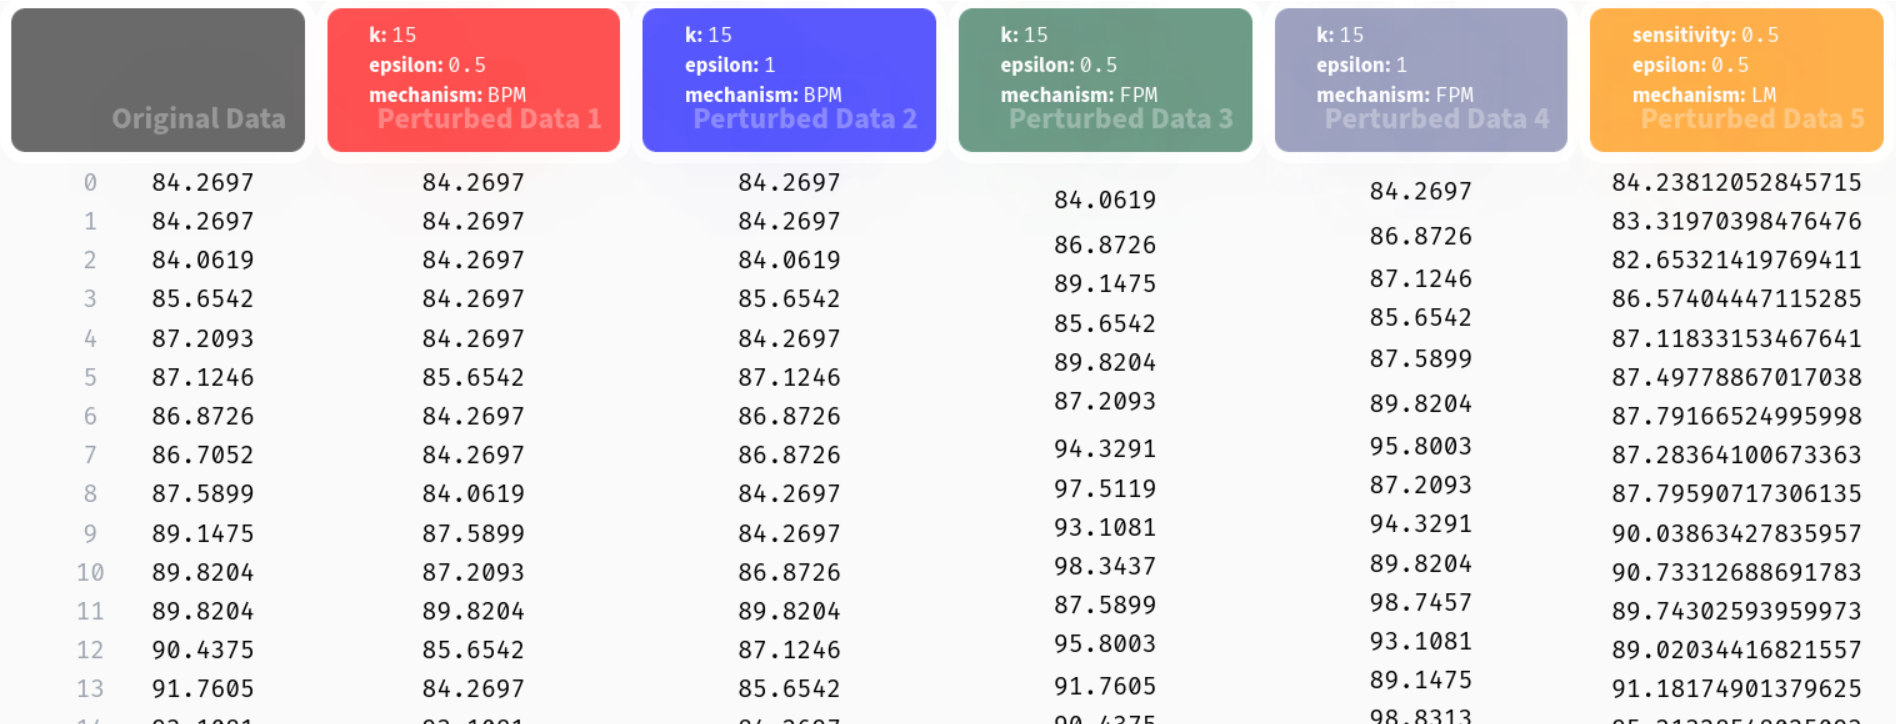 k: 15 k: 15 k: 15 k: 15 sensitivity: 0.5
epsilon: 0.5 epsilon: 1 epsilon: 0.5 epsilon: 1 epsilon: 0.5
mechanism: BPM mechanism: BPM mechanism: FPM mechanism: FPM mechanism: LM
Original Data Perturbed Data 1 Perturbed Data 2 Perturbed Data 3 Perturbed Data 4 Perturbed Data 5
0 84.2697 84.2697 84.2697 84.0619 84.2697 84.23812052845715
1 84.2697 84.2697 84.2697 86.8726 86.8726 83.31970398476476
2 84.0619 84.2697 84.0619 89.1475 87.1246 82.65321419769411
3 85.6542 84.2697 85.6542 85.6542 85.6542 86.57404447115285
4 87.2093 84.2697 84.2697 89.8204 87.5899 87.11833153467641
5 87.1246 85.6542 87.1246 87.2093 89.8204 87.49778867017038
6 86.8726 84.2697 86.8726 94.3291 95.8003 87.79166524995998
7 86.7052 84.2697 86.8726 97.5119 87.2093 87.28364100673363
8 87.5899 84.0619 84.2697 93.1081 94.3291 87.79590717306135
9 89.1475 87.5899 84.2697 98.3437 89.8204 90.03863427835957
10 89.8204 87.2093 86.8726 87.5899 98.7457 90.73312688691783
11 89.8204 89.8204 89.8204 95.8003 93.1081 89.74302593959973
12 90.4375 85.6542 87.1246 91.7605 89.1475 89.02034416821557
13 91.7605 84.2697 85.6542 90.4375 98.8313 91.18174901379625